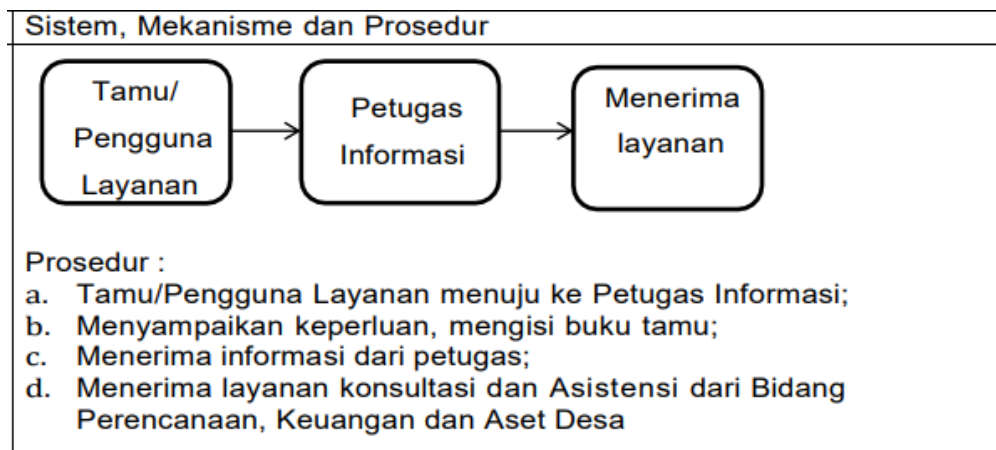 Sistem, Mekanisme dan Prosedur
Tamu/
Pengguna
Layanan
Petugas
Informasi
Menerima
layanan
Prosedur :
a. Tamu/Pengguna Layanan menuju ke Petugas Informasi;
b. Menyampaikan keperluan, mengisi buku tamu;
c. Menerima informasi dari petugas;
d. Menerima layanan konsultasi dan Asistensi dari Bidang
Perencanaan, Keuangan dan Aset Desa